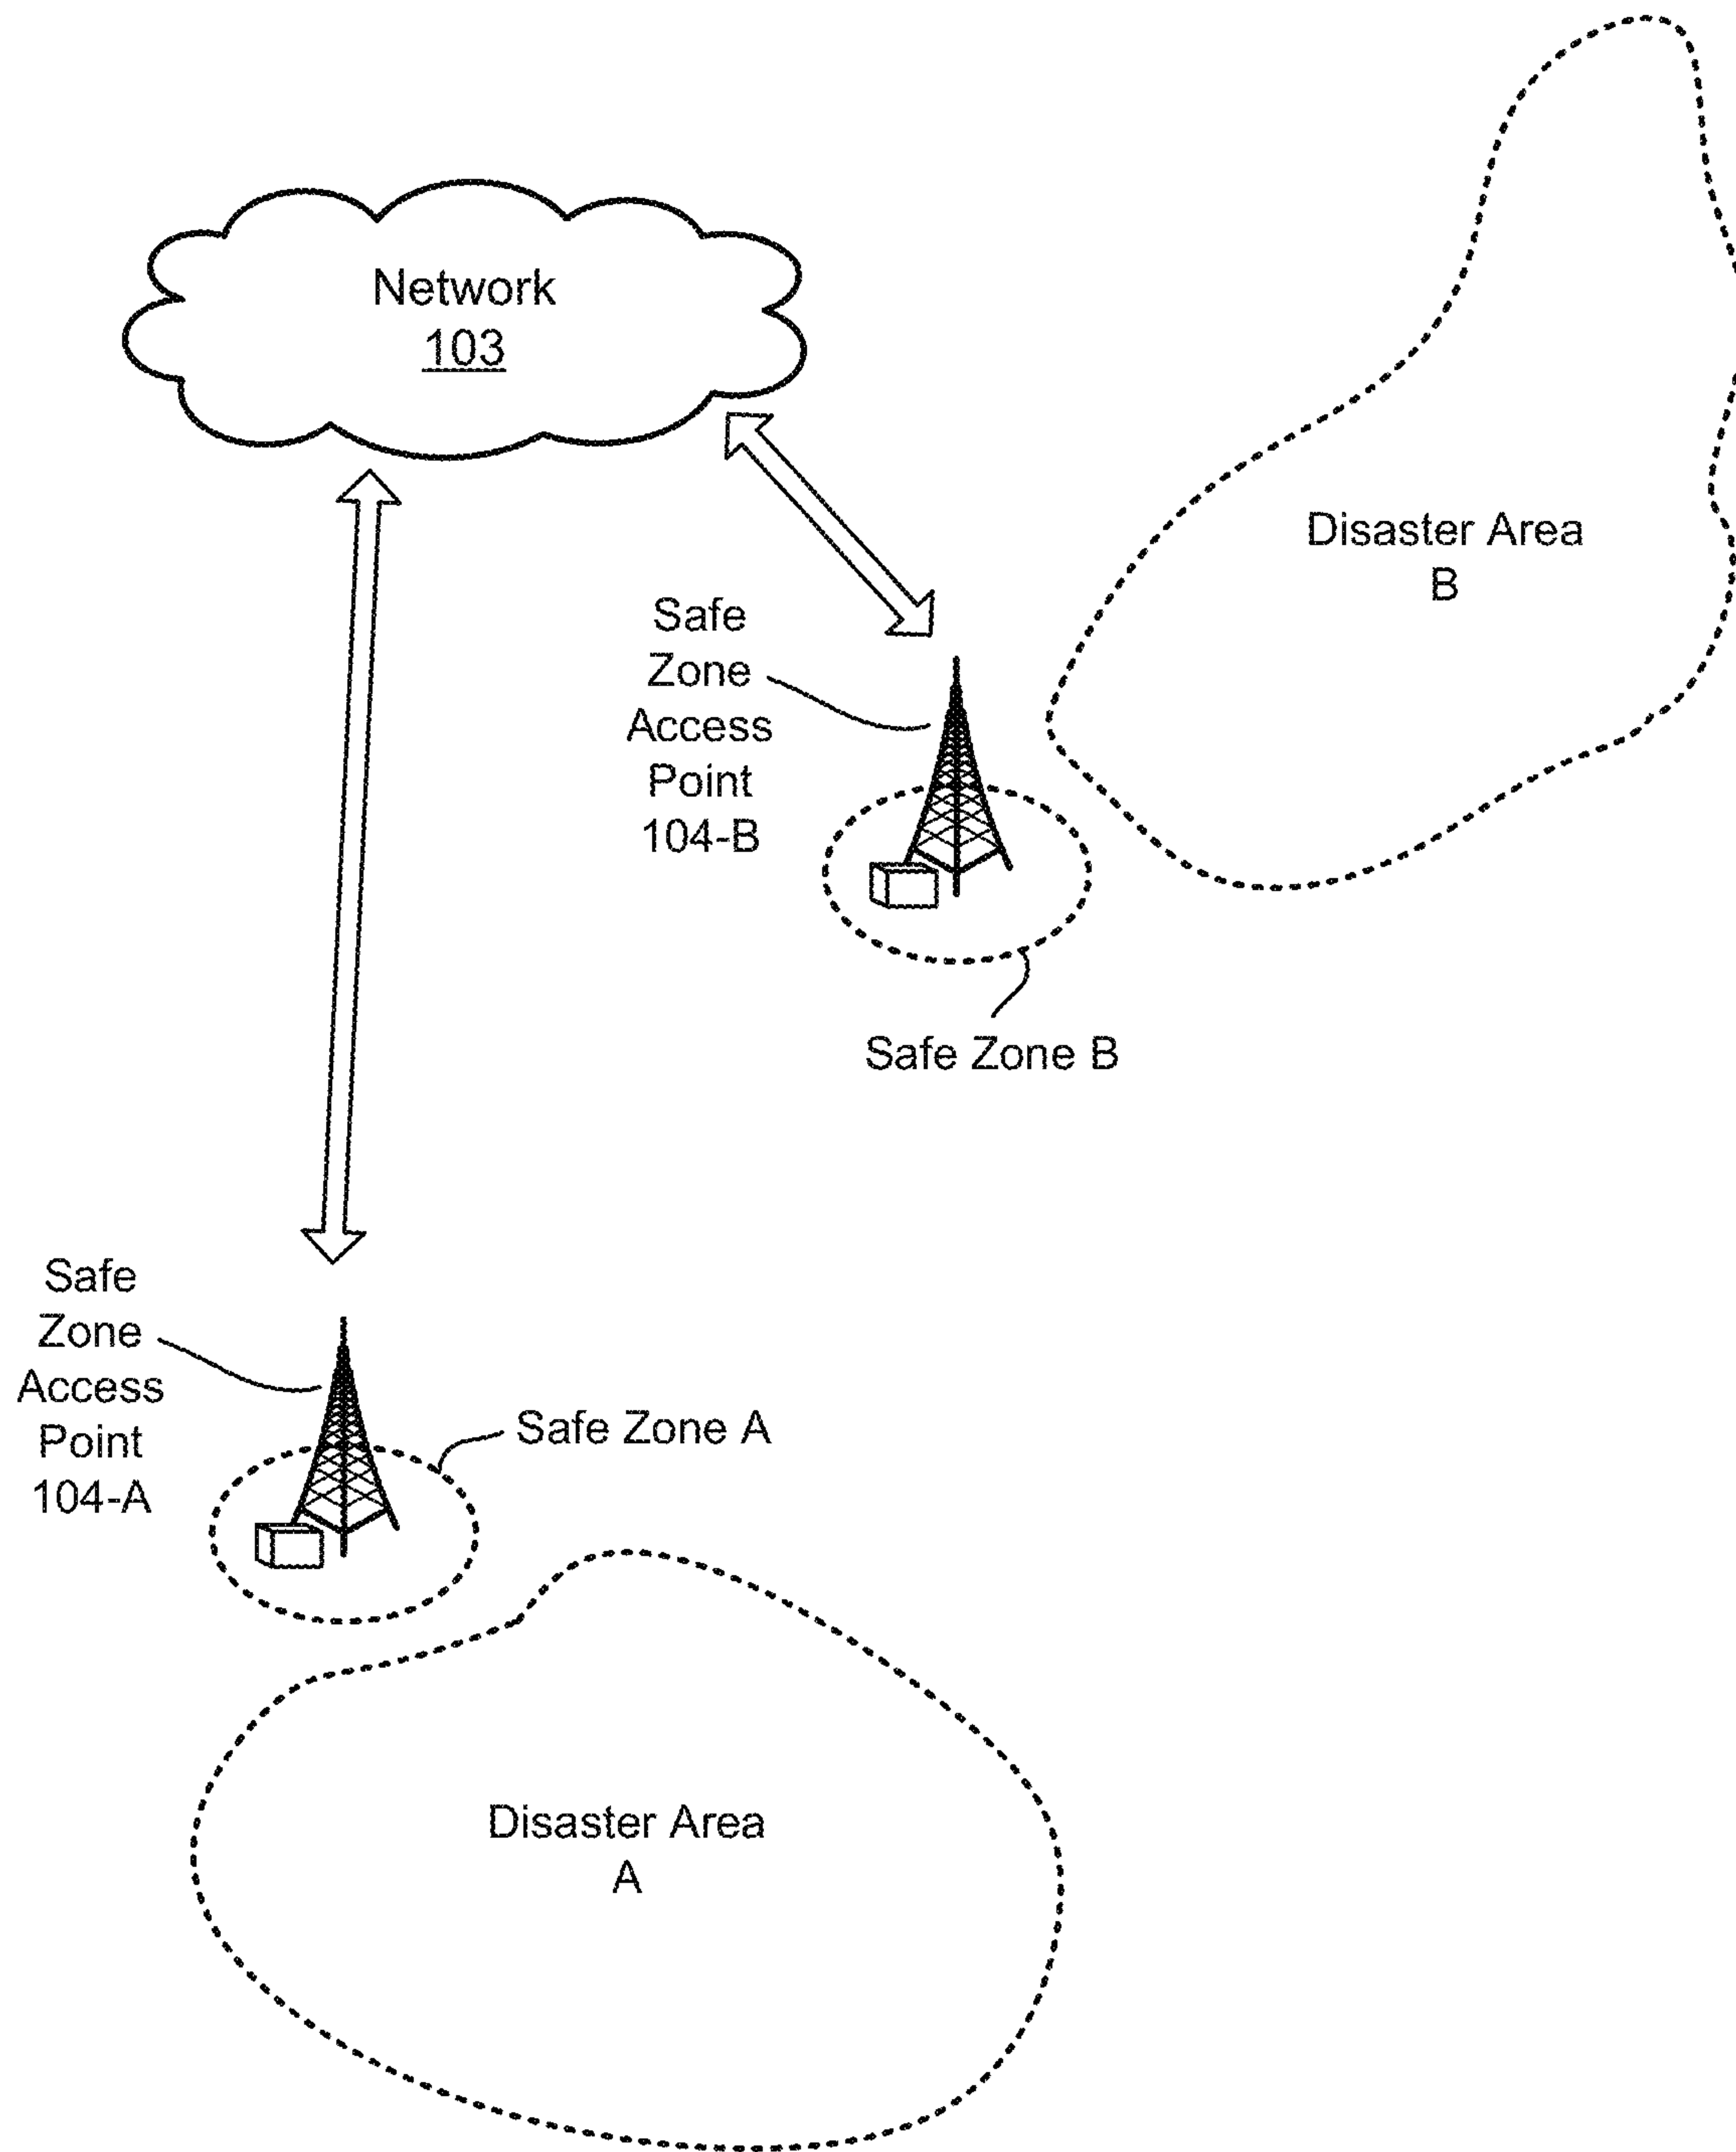 Network
103
Disaster Area
B
Safe
Zone
Access
Point
104-B
Safe Zone B
Safe
Zone
Access
Point
104-A
Safe Zone A
Disaster Area
A